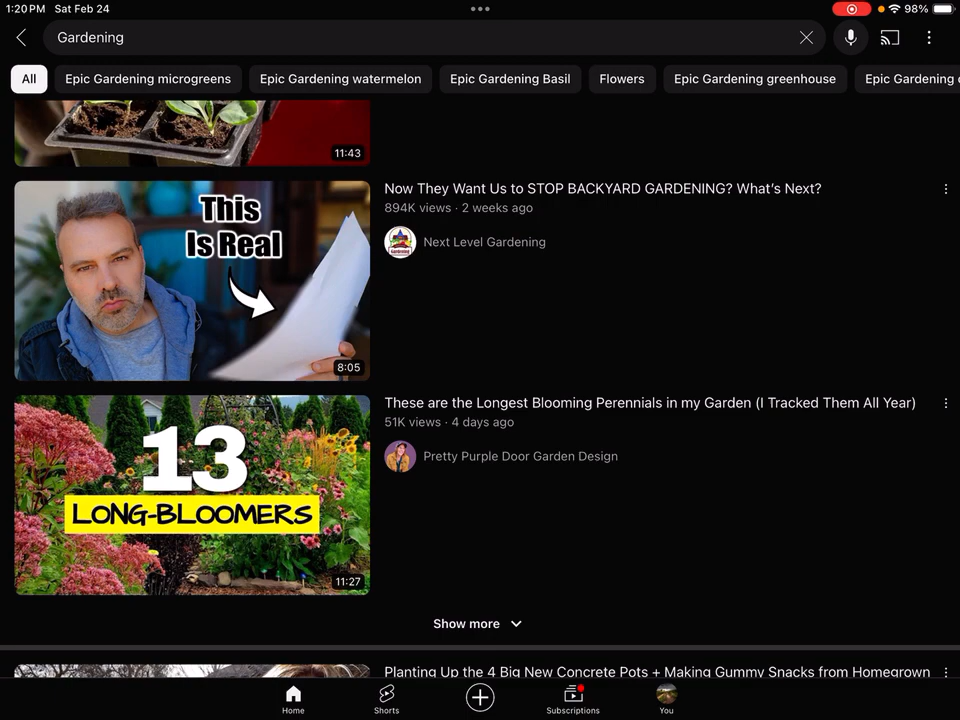 1:20 PM Sat Feb 24
98%
Gardening
All
Epic Gardening microgreens
Epic Gardening watermelon
Epic Gardening Basil
Flowers
Epic Gardening greenhouse
Epic Gardening
11:43
This
Is Real
8:05
Now They Want Us to STOP BACKYARD GARDENING? What's Next?
894K views · 2 weeks ago
Next Level Gardening
13
LONG-BLOOMERS
11:27
These are the Longest Blooming Perennials in my Garden (I Tracked Them All Year)
51K views · 4 days ago
Pretty Purple Door Garden Design
Show more
Planting Up the 4 Big New Concrete Pots + Making Gummy Snacks from Homegrown
Home
Shorts
Subscriptions
You